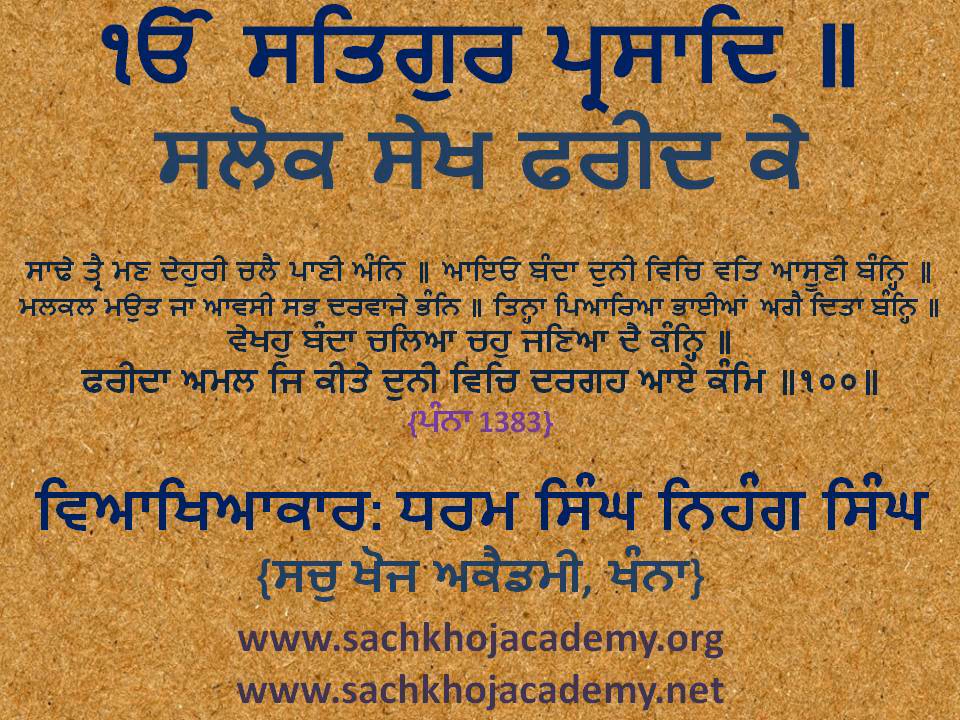 ੴ ਸਤਿਗੁਰ ਪ੍ਰਸਾਦਿ ॥
ਸਲੋਕ ਸੇਖ ਫਰੀਦ ਕੇ
ਸਾਢੇ ਤ੍ਰੈ ਮਣ ਦੇਹੁਰੀ ਚਲੈ ਪਾਣੀ ਅੰਨਿ ॥ ਆਇਓ ਬੰਦਾ ਦੁਨੀ ਵਿਚਿ ਵਤਿ ਆਸੂਣੀ ਬੰਨ੍ਹਿ ॥
ਮਲਕਲ ਮਉਤ ਜਾ ਆਵਸੀ ਸਭ ਦਰਵਾਜੇ ਭੰਨਿ ॥ ਤਿਨ੍ਹਾ ਪਿਆਰਿਆ ਭਾਈਆਂ ਅਗੈ ਦਿਤਾ ਬੰਨ੍ਹਿ ॥
ਵੇਖਹੁ ਬੰਦਾ ਚਲਿਆ ਚਹੁ ਜਣਿਆ ਦੈ ਕੰਨ੍ਹਿ ॥
ਫਰੀਦਾ ਅਮਲ ਜਿ ਕੀਤੇ ਦੁਨੀ ਵਿਚਿ ਦਰਗਹ ਆਏ ਕੰਮਿ ॥੧੦੦॥
{ਪੰਨਾ 1383}
ਵਿਆਖਿਆਕਾਰ: ਧਰਮ ਸਿੰਘ ਨਿਹੰਗ ਸਿੰਘ
{ਸਚੁ ਖੋਜ ਅਕੈਡਮੀ, ਖੰਨਾ}
www.sachkhojacademy.org
www.sachkhojacademy.net